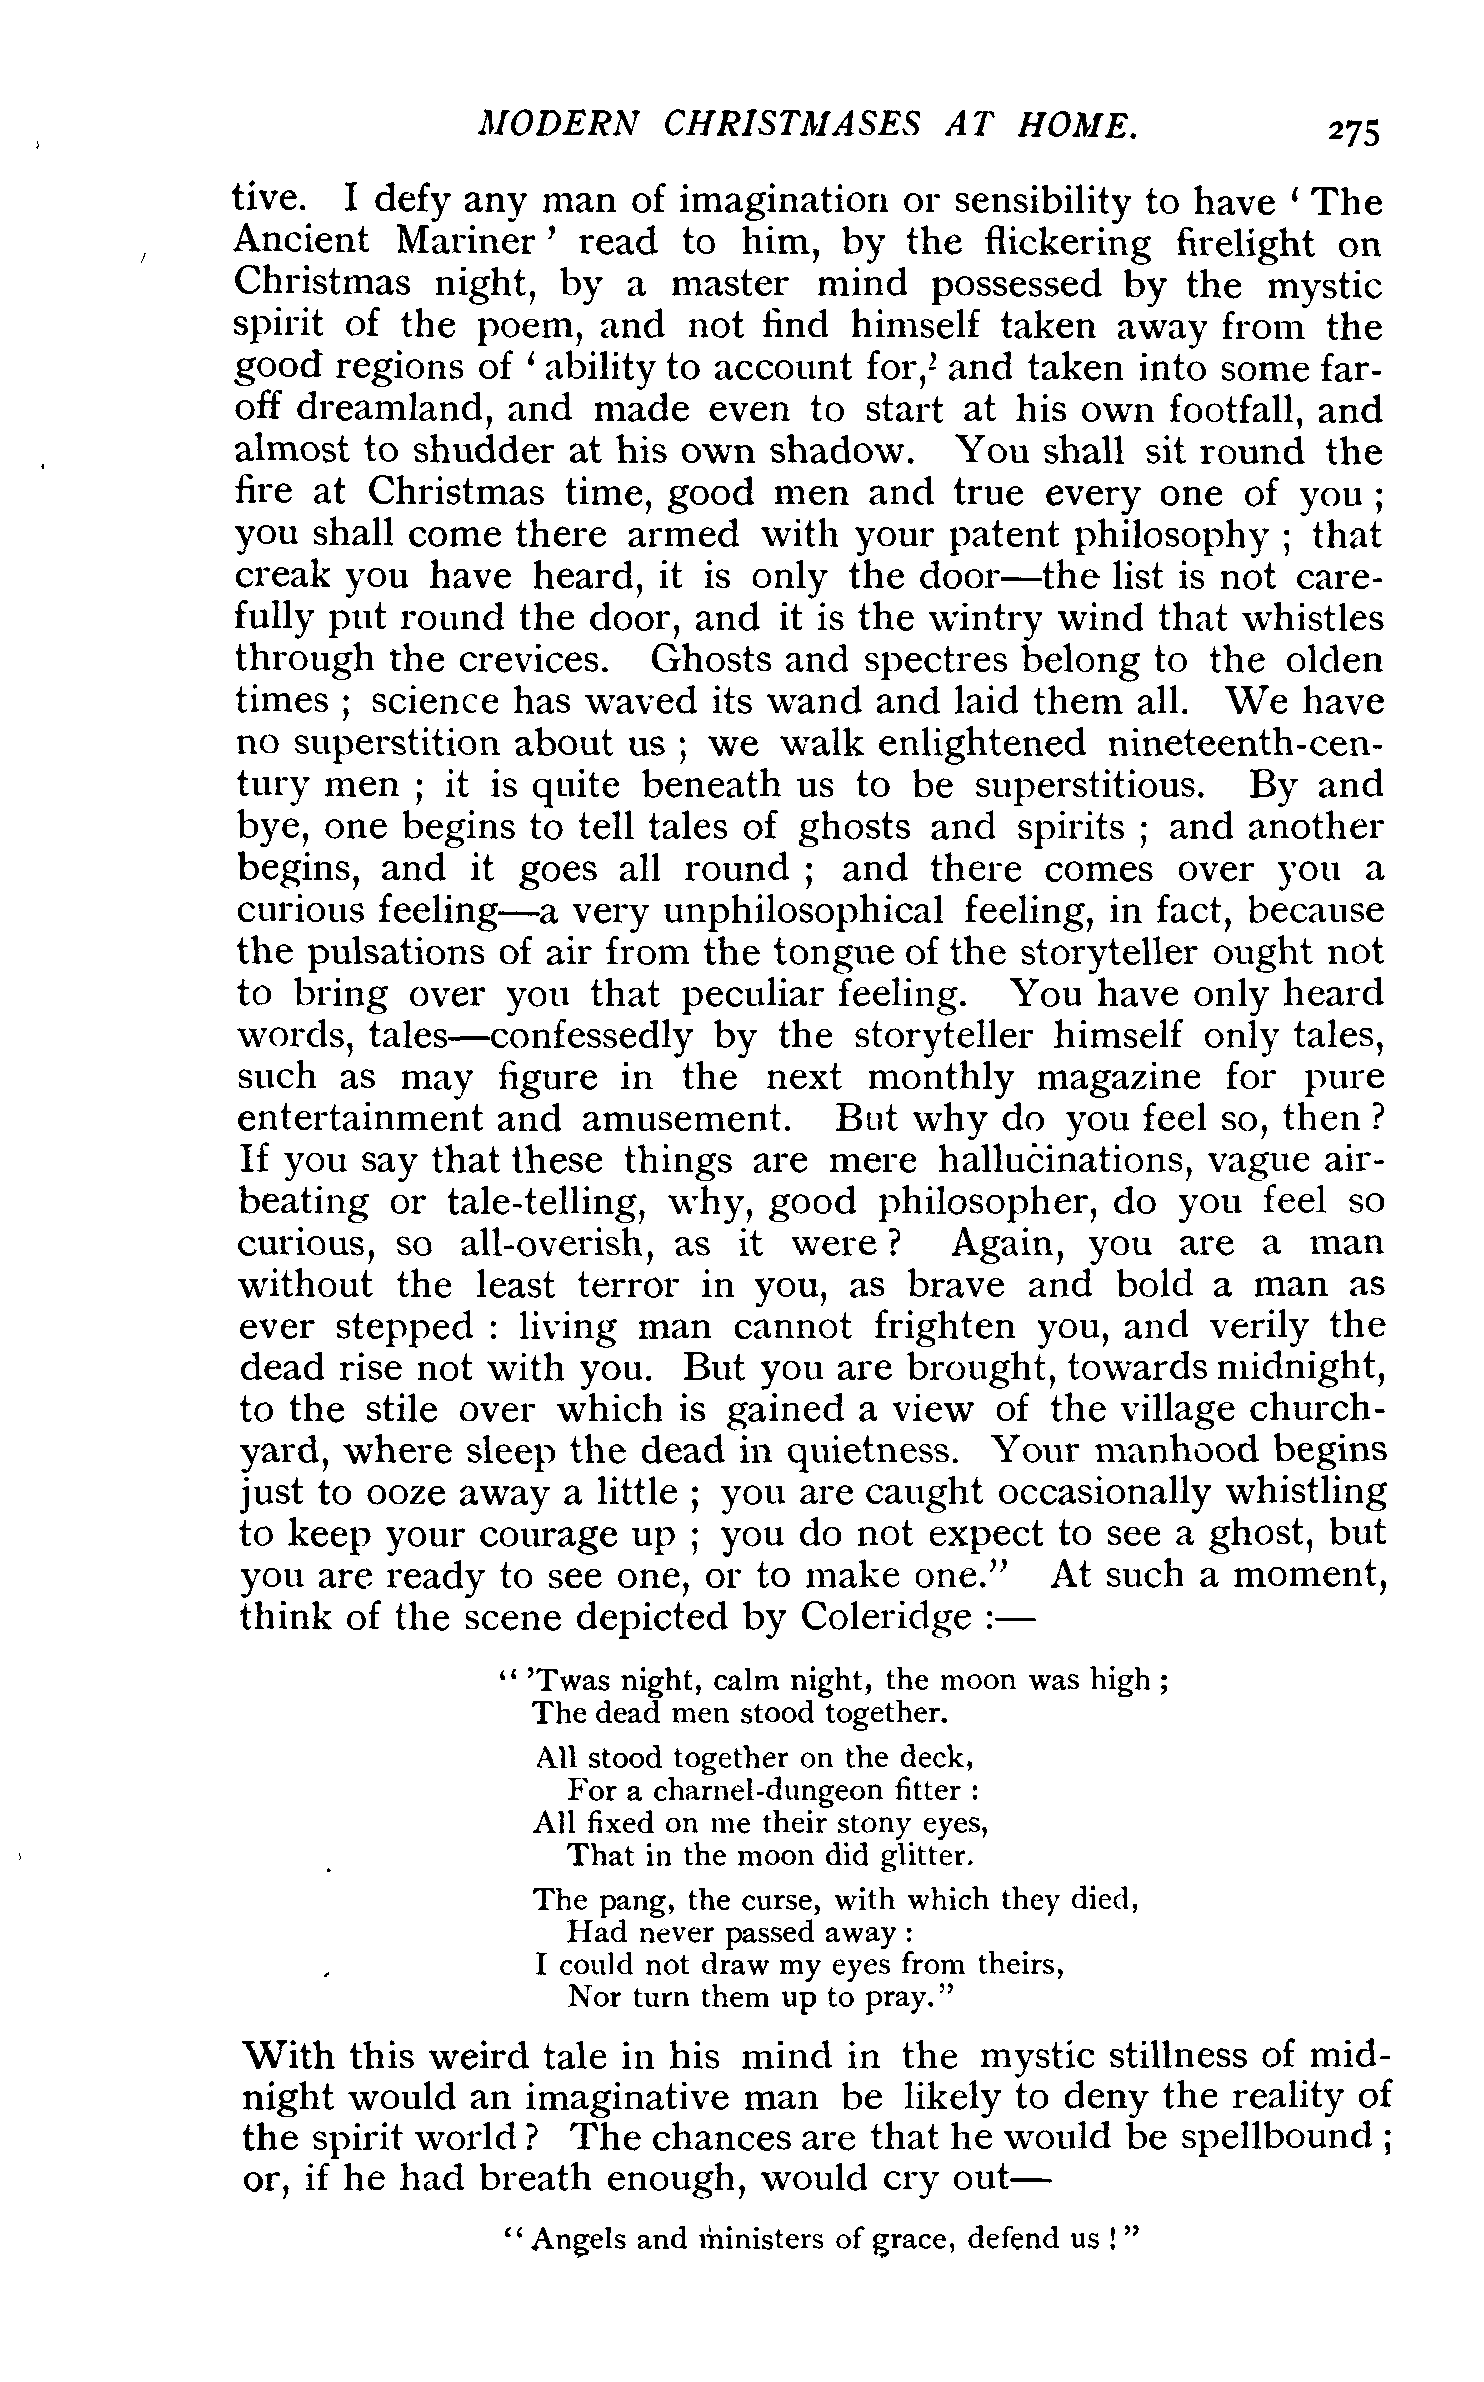 MODERN CHRISTMASES AT HOME. 275
tive. I defy any man of imagination or sensibility to have ‘ The
Ancient Mariner ’ read to him, by the flickering firelight on
Christmas night, by a master mind possessed by the mystic
spirit of the poem, and not find himself taken away from the
good regions of ‘ ability to account for,’ and taken into some far-
off dreamland, and made even to start at his own footfall, and
almost to shudder at his own shadow. You shall sit round the
fire at Christmas time, good men and true every one of you ;
you shall come there armed with your patent philosophy ; that
creak you have heard, it is only the door—the list is not care-
fully put round the door, and it is the wintry wind that whistles
through the crevices. Ghosts and spectres belong to the olden
times ; science has waved its wand and laid them all. We have
no superstition about us ; we walk enlightened nineteenth-cen-
tury men ; it is quite beneath us to be superstitious. By and
bye, one begins to tell tales of ghosts and spirits ; and another
begins, and it goes all round ; and there comes over you a
curious feeling—a very unphilosophical feeling, in fact, because
the pulsations of air from the tongue of the storyteller ought not
to bring over you that peculiar feeling. You have only heard
words, tales—confessedly by the storyteller himself only tales,
such as may figure in the next monthly magazine for pure
entertainment and amusement. But why do you feel so, then ?
If you say that these things are mere hallucinations, vague air-
beating or tale-telling, why, good philosopher, do you feel so
curious, so all-overish, as it were ? Again, you are a man
without the least terror in you, as brave and bold a man as
ever stepped : living man cannot frighten you, and verily the
dead rise not with you. But you are brought, towards midnight,
to the stile over which is gained a view of the village church-
yard, where sleep the dead in quietness. Your manhood begins
just to ooze away a little ; you are caught occasionally whistling
to keep your courage up ; you do not expect to see a ghost, but
you are ready to see one, or to make one.” At such a moment,
think of the scene depicted by Coleridge :—
“ ’Twas night, calm night, the moon was high ;
The dead men stood together.
All stood together on the deck,
For a charnel-dungeon fitter :
All fixed on me their stony eyes,
That in the moon did glitter.
The pang, the curse, with which they died,
Had never passed away :
I could not draw my eyes from theirs,
Nor turn them up to pray.”
With this weird tale in his mind in the mystic stillness of mid-
night would an imaginative man be likely to deny the reality of
the spirit world ? The chances are that he would be spellbound ;
or, if he had breath enough, would cry out—
“ Angels and ministers of grace, defend us ! ”